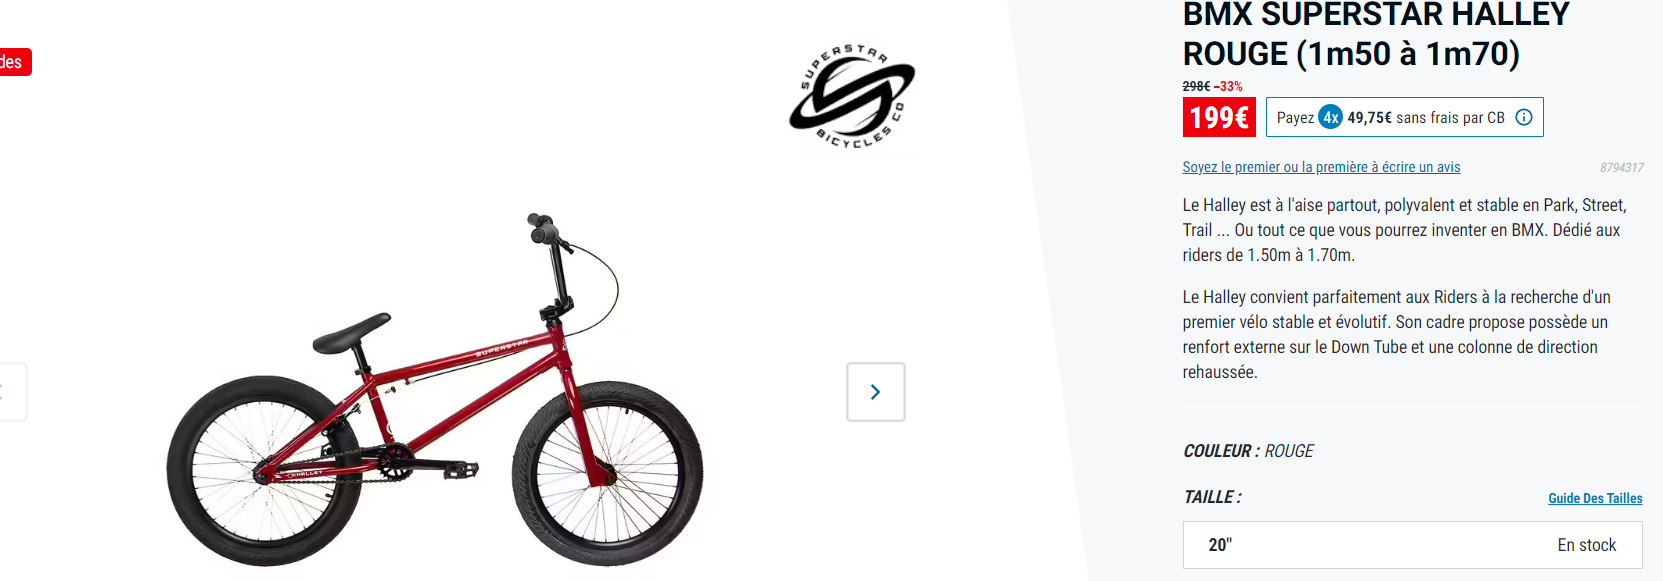 des
SUPERSTAR
BICYCLES CO
SUPERSTAR
HALLEY
BMX SUPERSTAR HALLEY
ROUGE (1m50 à 1m70)
298€ -33%
199€
Payez 4x 49,75€ sans frais par CB
Soyez le premier ou la première à écrire un avis
8794317
Le Halley est à l'aise partout, polyvalent et stable en Park, Street,
Trail ... Ou tout ce que vous pourrez inventer en BMX. Dédié aux
riders de 1.50m à 1.70m.
Le Halley convient parfaitement aux Riders à la recherche d'un
premier vélo stable et évolutif. Son cadre propose possède un
renfort externe sur le Down Tube et une colonne de direction
rehaussée.
COULEUR : ROUGE
TAILLE :
Guide Des Tailles
20" En stock